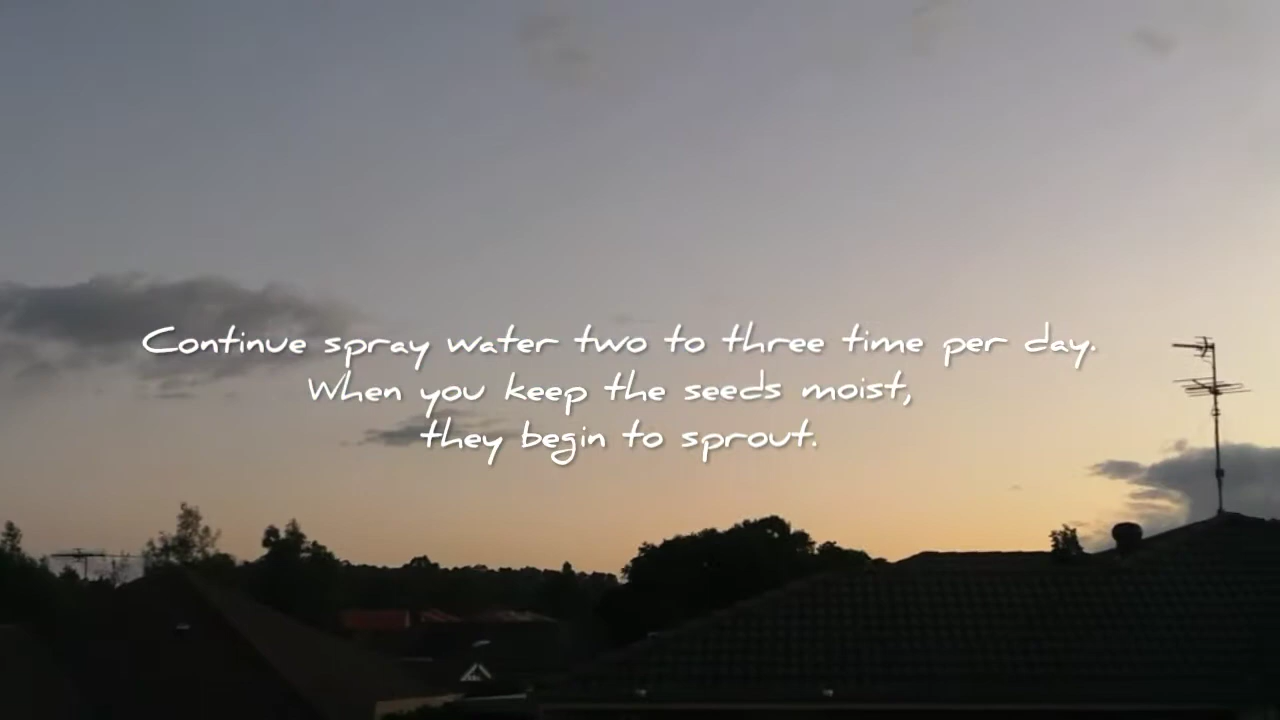 Continue spray water two to three time per day.
When you keep the seeds moist,
they begin to sprout.